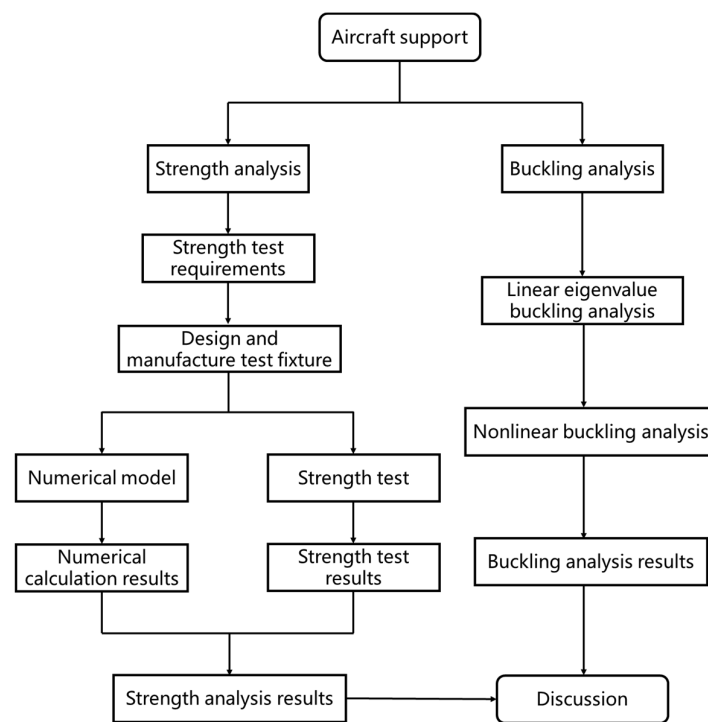 Aircraft support
Strength analysis
Buckling analysis
Strength test
requirements
Linear eigenvalue
buckling analysis
Design and
manufacture test fixture
Nonlinear buckling analysis
Numerical model
Strength test
Numerical
calculation results
Strength test
results
Buckling analysis results
Strength analysis results
Discussion